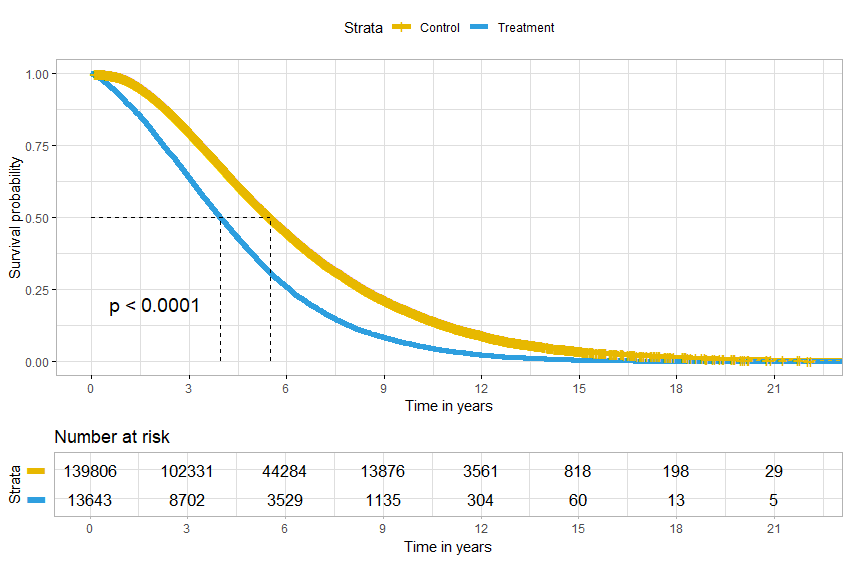 Strata Control Treatment
Survival probability
1.00
0.75
0.50
0.25
0.00
p < 0.0001
0 3 6 9 12 15 18 21
Time in years
Number at risk
Strata
139806 102331 44284 13876 3561 818 198 29
13643 8702 3529 1135 304 60 13 5
0 3 6 9 12 15 18 21
Time in years